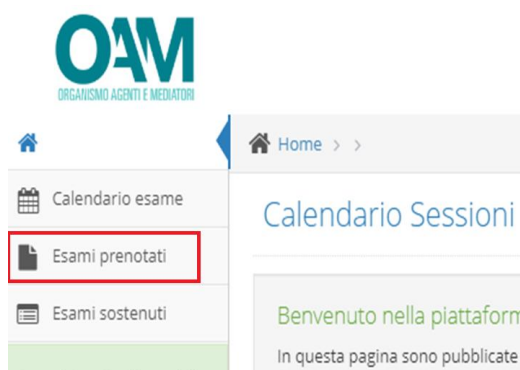 OAM
ORGANISMO AGENTI E MEDIATORI
Home > >
Calendario esame
Esami prenotati
Esami sostenuti
Calendario Sessioni
Benvenuto nella
In questa pagina sono pubblicate